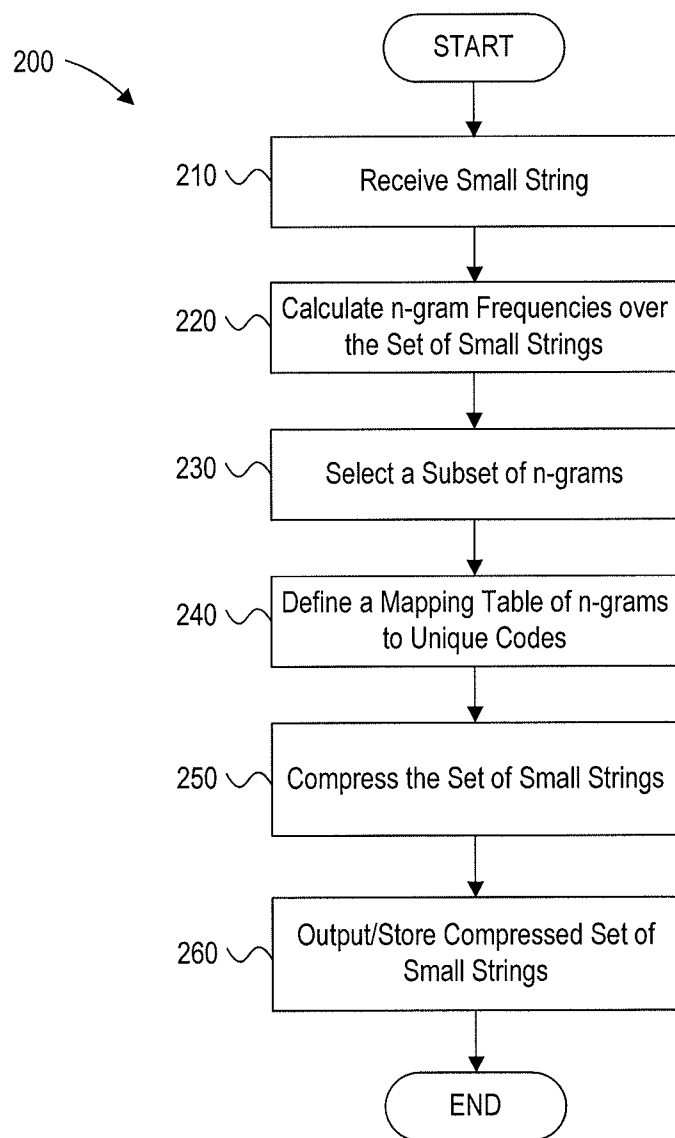 START
200
210
Receive Small String
220
Calculate n-gram Frequencies over
the Set of Small Strings
230
Select a Subset of n-grams
240
Define a Mapping Table of n-grams
to Unique Codes
250
Compress the Set of Small Strings
260
Output/Store Compressed Set of
Small Strings
END